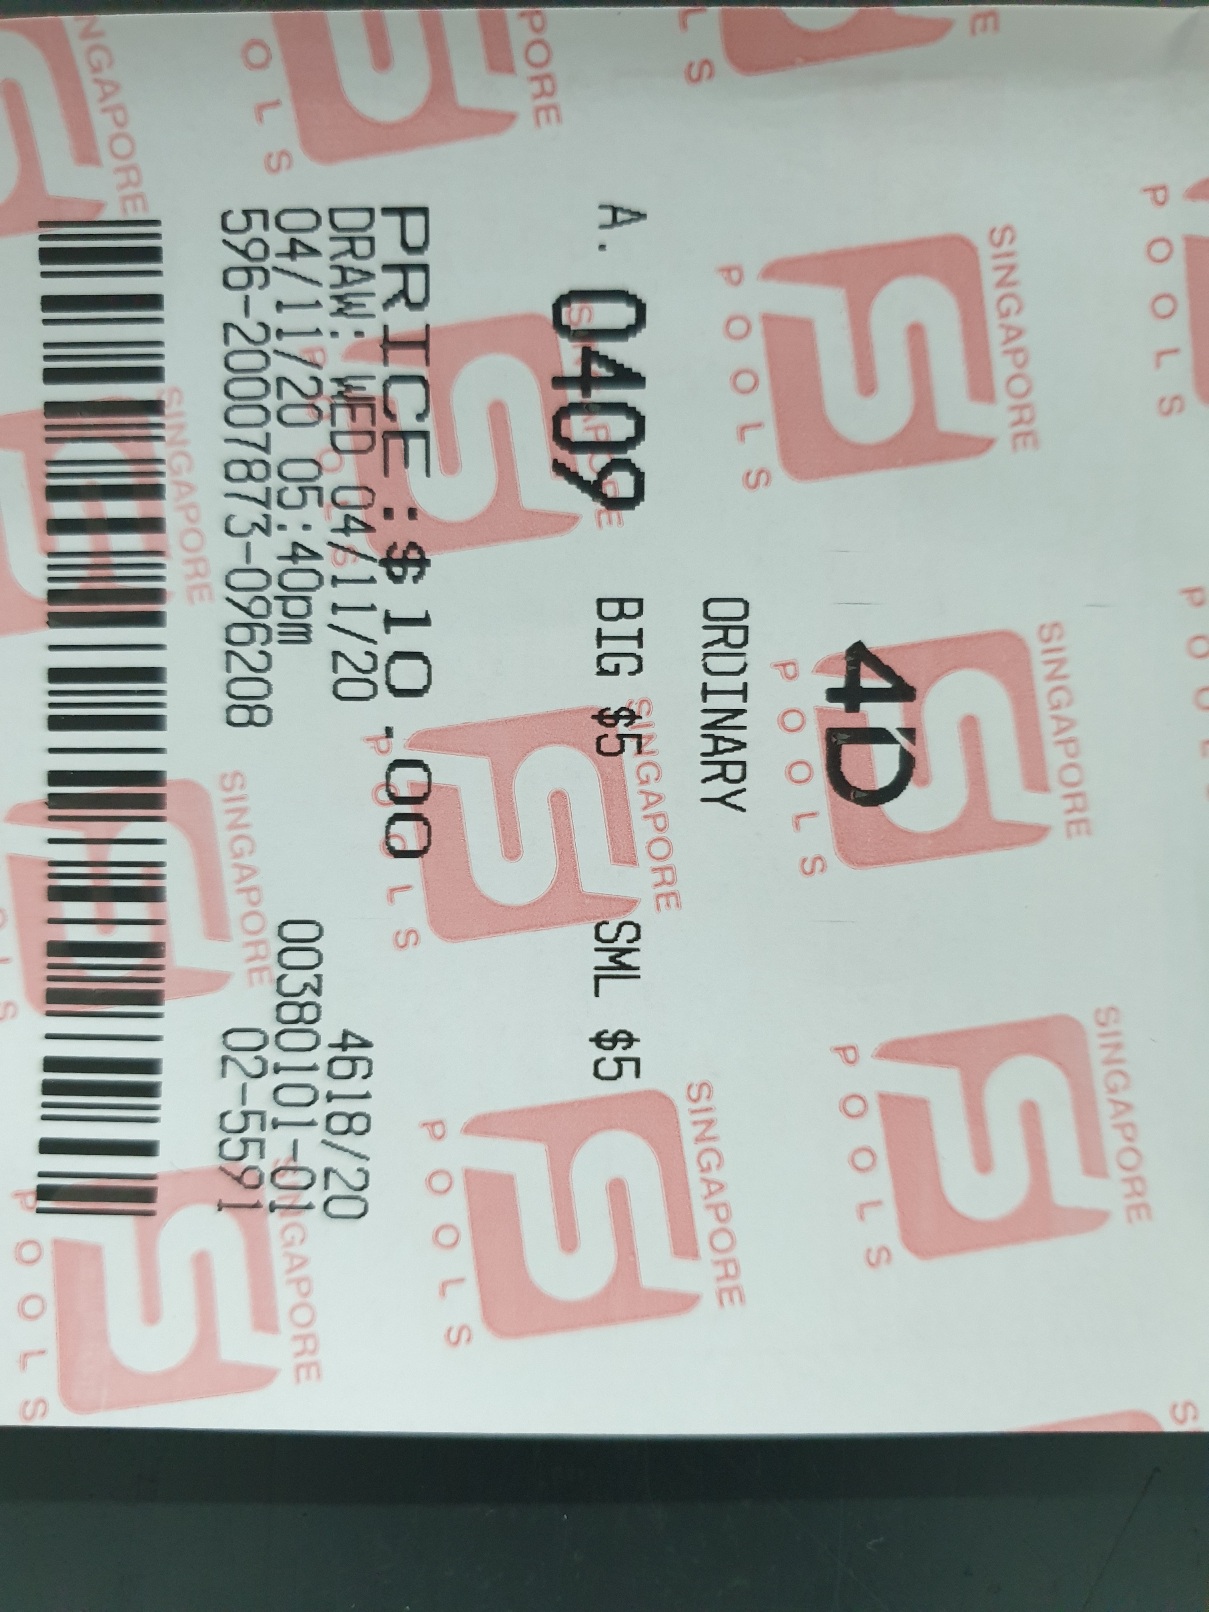 4D
ORDINARY
A. 0409 BIG $5 SML $5
PRICE:$10.00
DRAW: WED 04/11/20 4618/20
04/11/20 05:40pm 00380101-01
596-20007873-096208 02-5591
SINGAPORE
POOLS